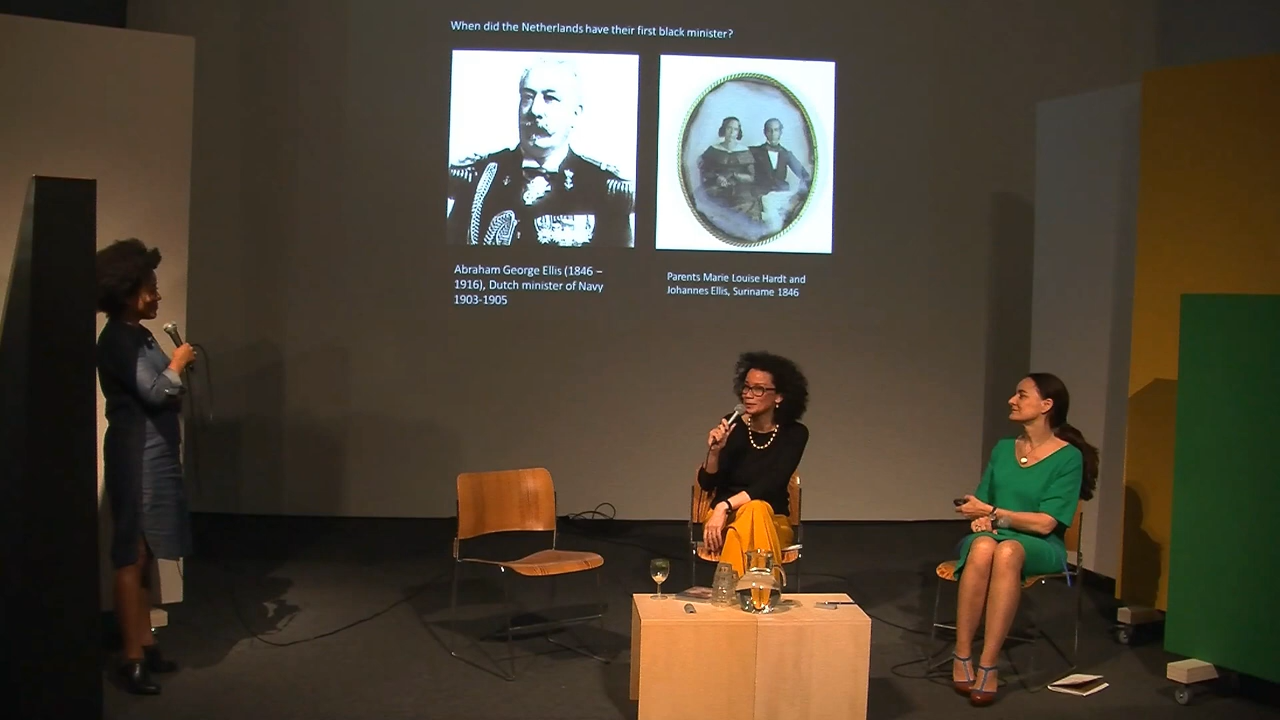 When did the Netherlands have their first black minister?
Abraham George Ellis (1846 –
1916), Dutch minister of Navy
1903-1905
Parents Marie Louise Hardt and
Johannes Ellis, Suriname 1846